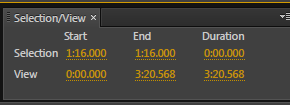 Selection/View ×
Start End Duration
Selection 1:16.000 1:16.000 0:00.000
View 0:00.000 3:20.568 3:20.568